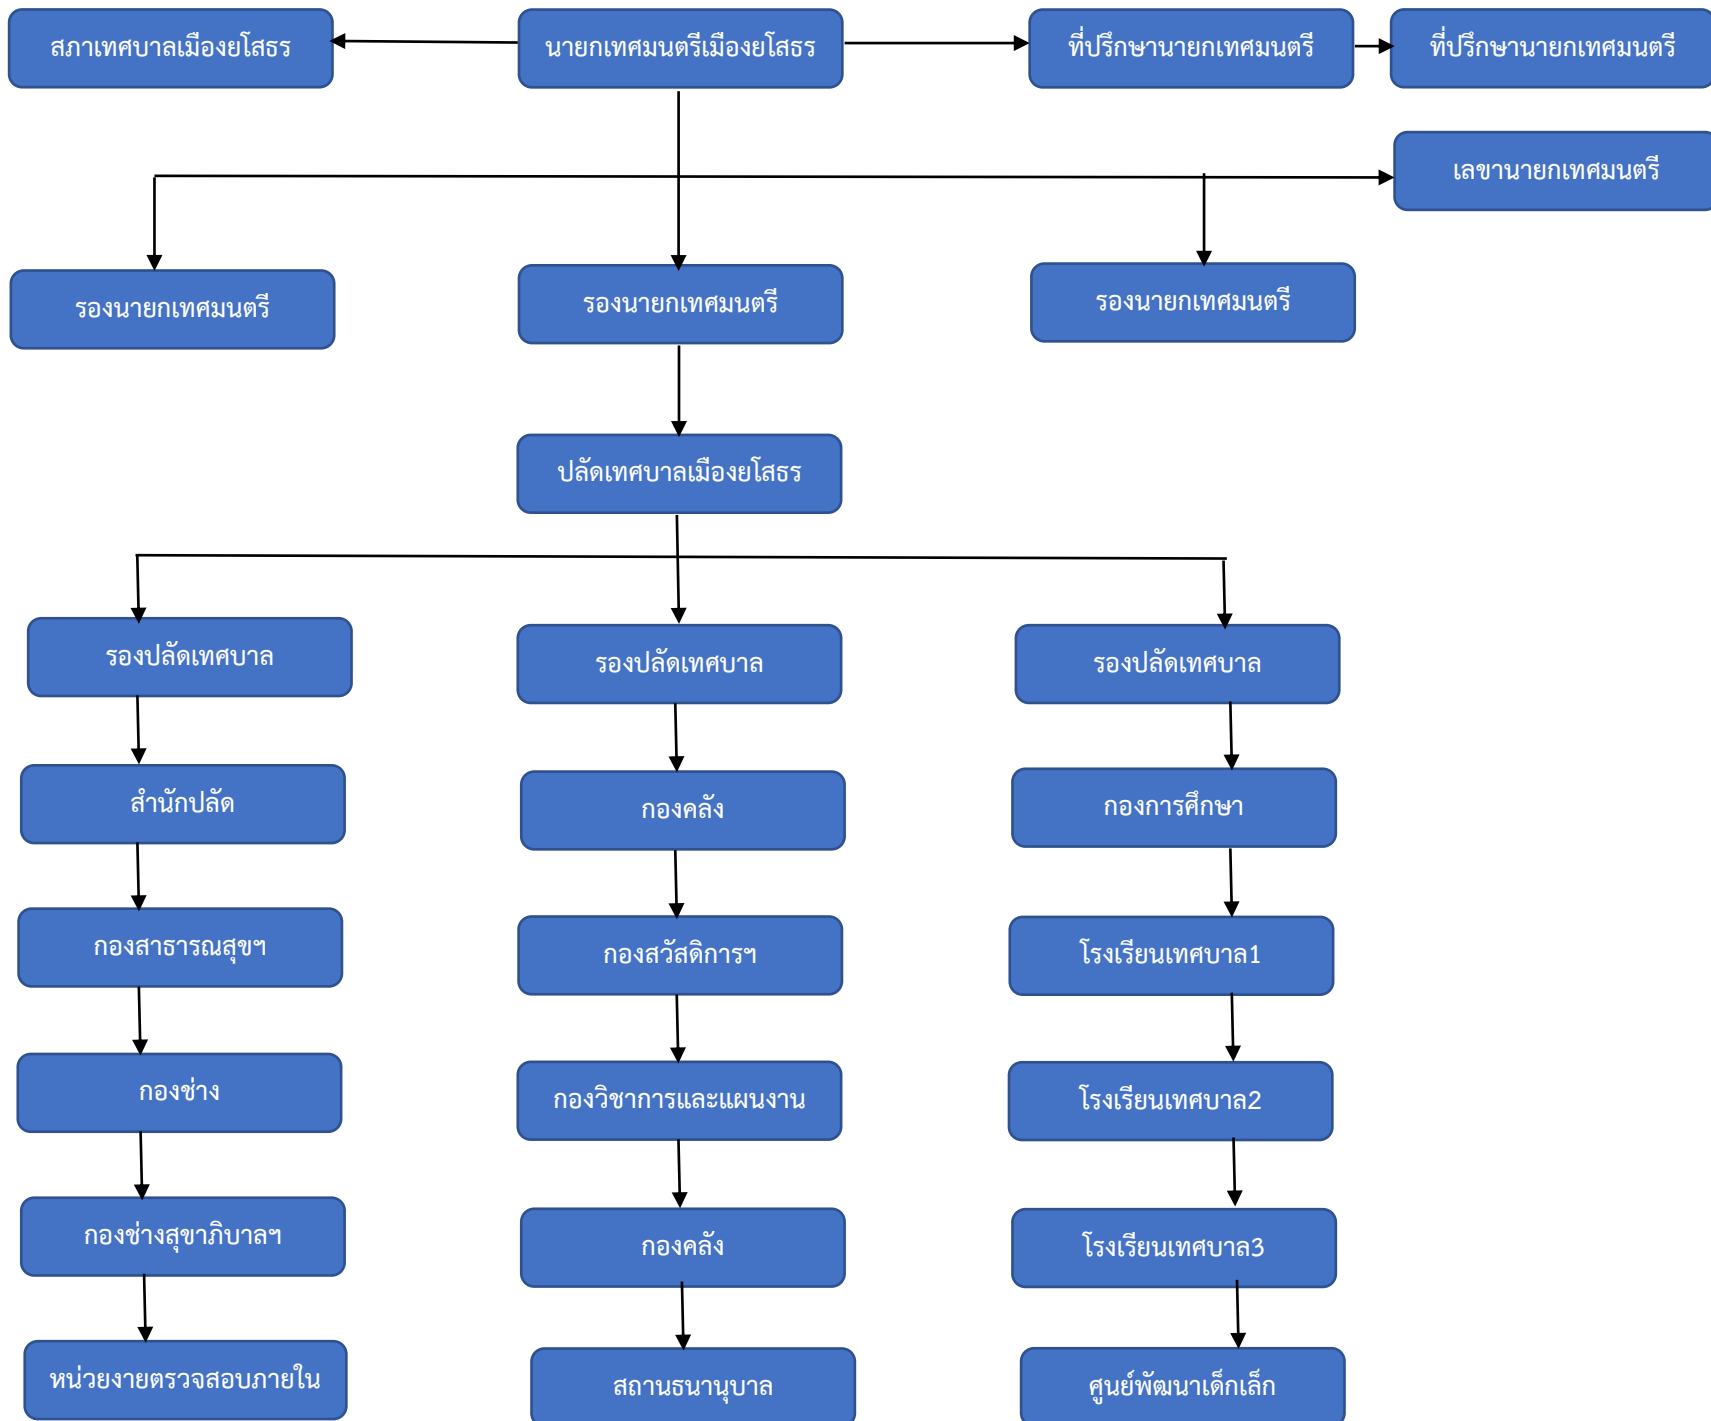 สภาเทศบาลเมืองยโสธร
นายกเทศมนตรีเมืองยโสธร
ที่ปรึกษานายกเทศมนตรี
ที่ปรึกษานายกเทศมนตรี
เลขานายกเทศมนตรี
รองนายกเทศมนตรี
รองนายกเทศมนตรี
รองนายกเทศมนตรี
ปลัดเทศบาลเมืองยโสธร
รองปลัดเทศบาล
รองปลัดเทศบาล
รองปลัดเทศบาล
สำนักปลัด
กองคลัง
กองการศึกษา
กองสาธารณสุขฯ
กองสวัสดิการฯ
โรงเรียนเทศบาล1
กองช่าง
กองวิชาการและแผนงาน
โรงเรียนเทศบาล2
กองช่างสุขาภิบาลฯ
กองคลัง
โรงเรียนเทศบาล3
หน่วยงายตรวจสอบภายใน
สถานธนานุบาล
ศูนย์พัฒนาเด็กเล็ก